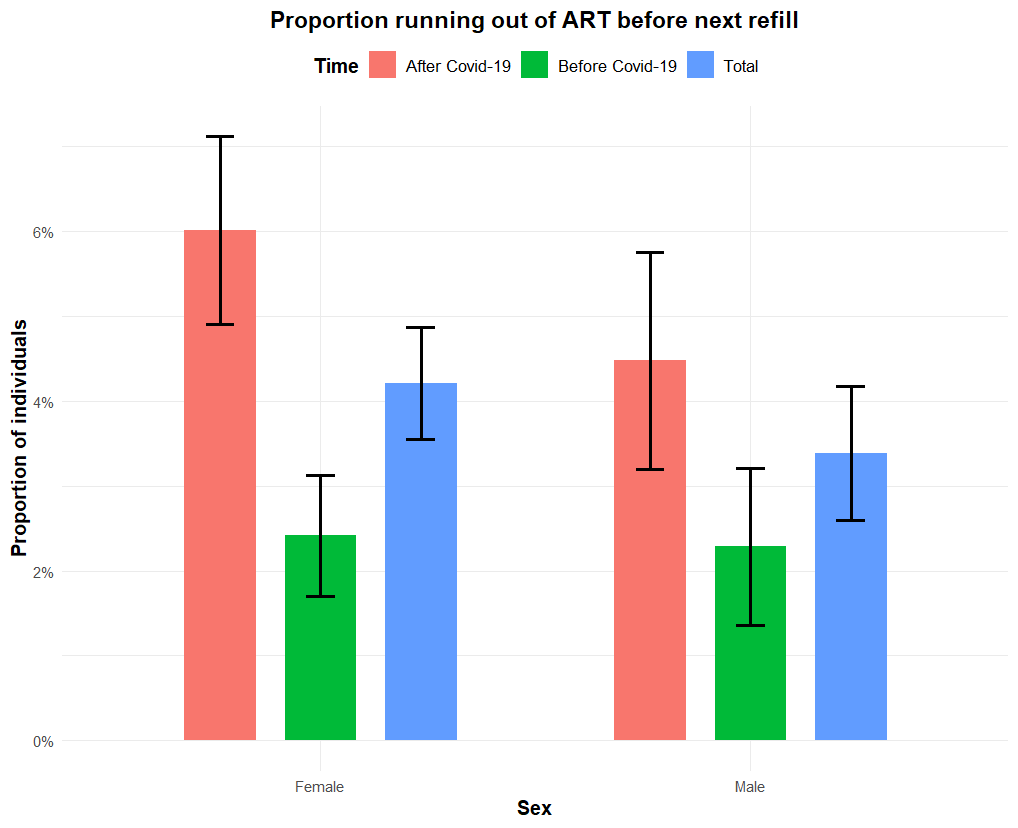 Proportion running out of ART before next refill
Time After Covid-19 Before Covid-19 Total
Proportion of individuals
6%
4%
2%
0%
Female Male
Sex